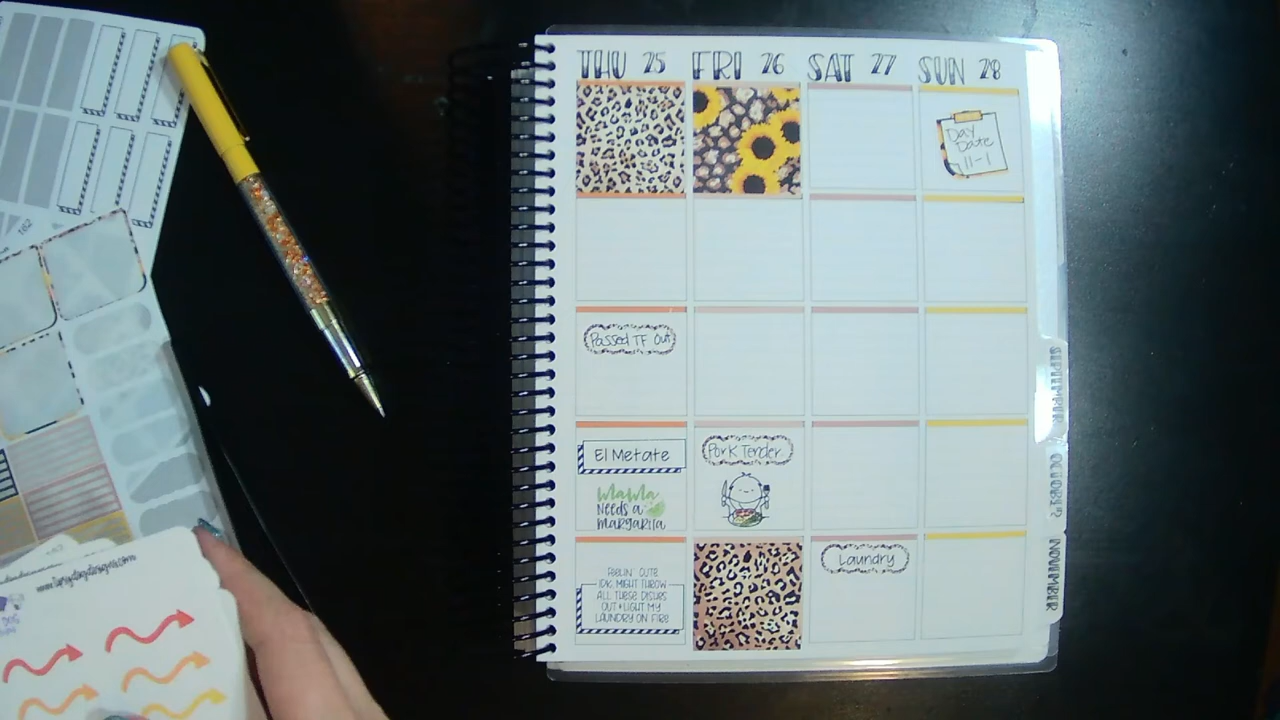 THU 25 FRI 26 SAT 27 SUN 28
Day
Date
11-1
Passed TF Out
El Metate
MaMa
Needs a
margarita
Pork Tender
FEELIN' CUTE
IDK MIGHT THROW
ALL THESE DISHES
OUT & LIGHT MY
LAUNDRY ON FIRE
Laundry
SEPTEMBER
OCTOBER
NOVEMBER